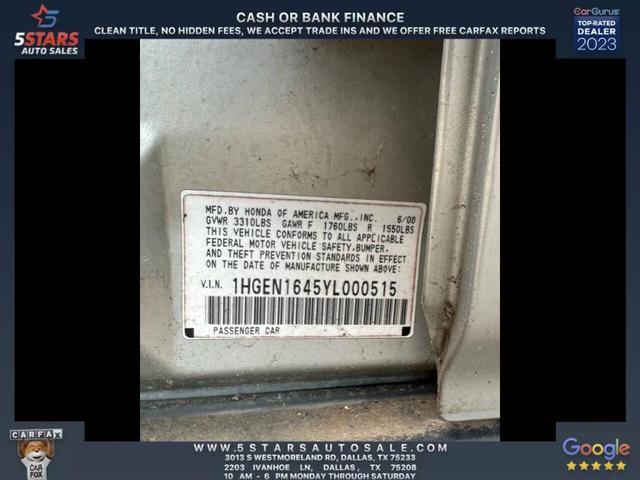 5STARS
AUTO SALES
CASH OR BANK FINANCE
CLEAN TITLE, NO HIDDEN FEES, WE ACCEPT TRADE INS AND WE OFFER FREE CARFAX REPORTS
CarGurus
TOP-RATED
DEALER
2023
MFD.BY HONDA OF AMERICA MFG.,INC. 6/00
GVWR 3310LBS GAWR F 1760LBS R 1550LBS
THIS VEHICLE CONFORMS TO ALL APPLICABLE
FEDERAL MOTOR VEHICLE SAFETY,BUMPER,
AND THEFT PREVENTION STANDARDS IN EFFECT
ON THE DATE OF MANUFACTURE SHOWN ABOVE:
V.I.N. 1HGEN1645YL000515
PASSENGER CAR
CARFAX
CAR
FOX
WWW.5STARSAUTOSALE.COM
3013 S WESTMORELAND RD, DALLAS, TX 75233
2203 IVANHOE LN, DALLAS, TX 75208
10 AM - 6 PM MONDAY THROUGH SATURDAY
Google